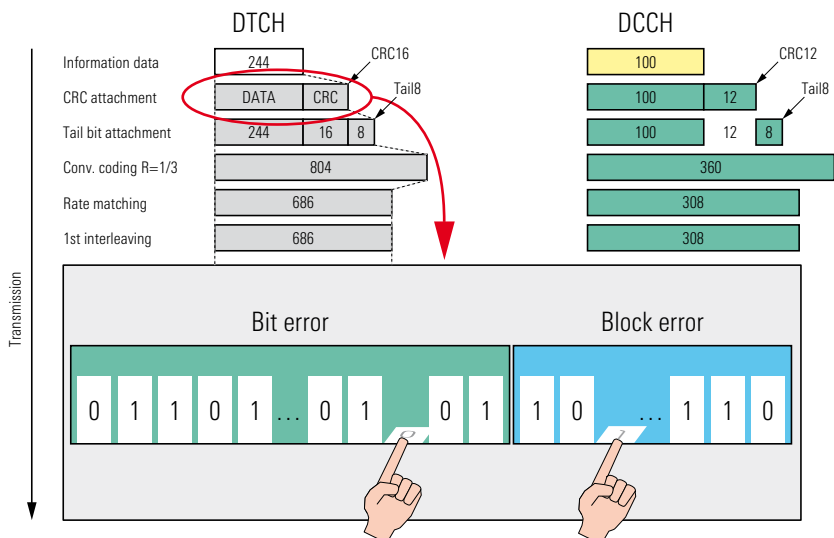 DTCH DCCH
Information data 244 CRC16 100 CRC12
CRC attachment DATA CRC Tail8 100 12 Tail8
Tail bit attachment 244 16 8 100 12 8
Conv. coding R=1/3 804 360
Rate matching 686 308
1st interleaving 686 308
Transmission
Bit error Block error
0 1 1 0 1 ... 0 1 0 0 1 1 0 1 ... 1 1 0